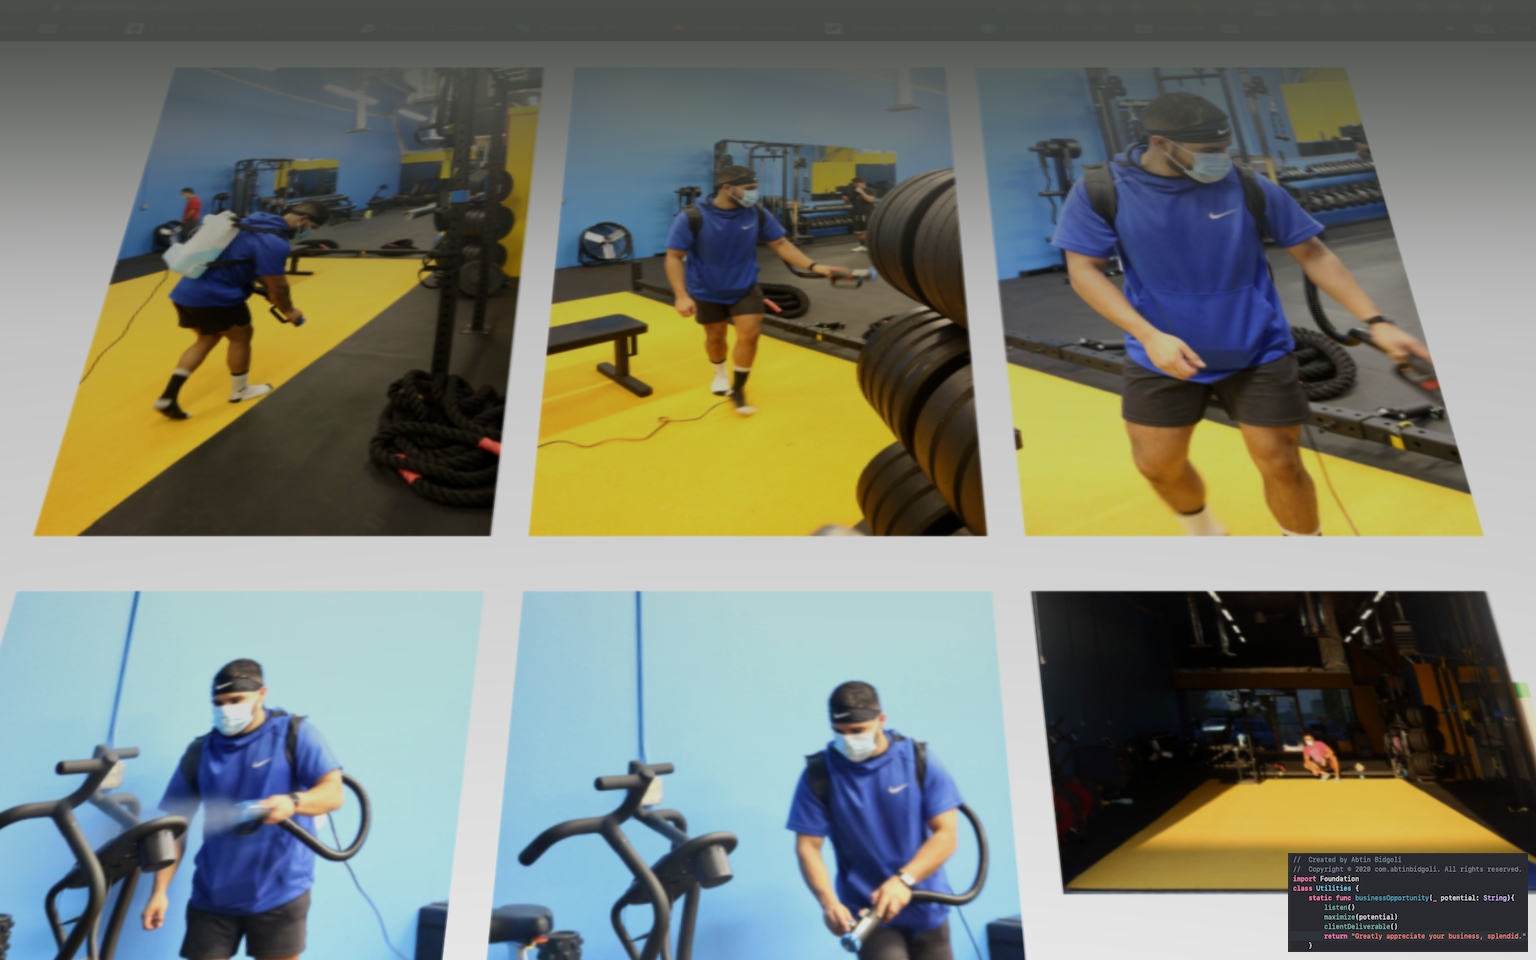 //  Created by Abtin Bidgoli
//  Copyright © 2020 com.abtinbidgoli. All rights reserved.
import Foundation
class Utilities {
    static func businessOpportunity(_ potential: String){
        listen()
        maximize(potential)
        clientDeliverable()
        return "Greatly appreciate your business, splendid."
    }